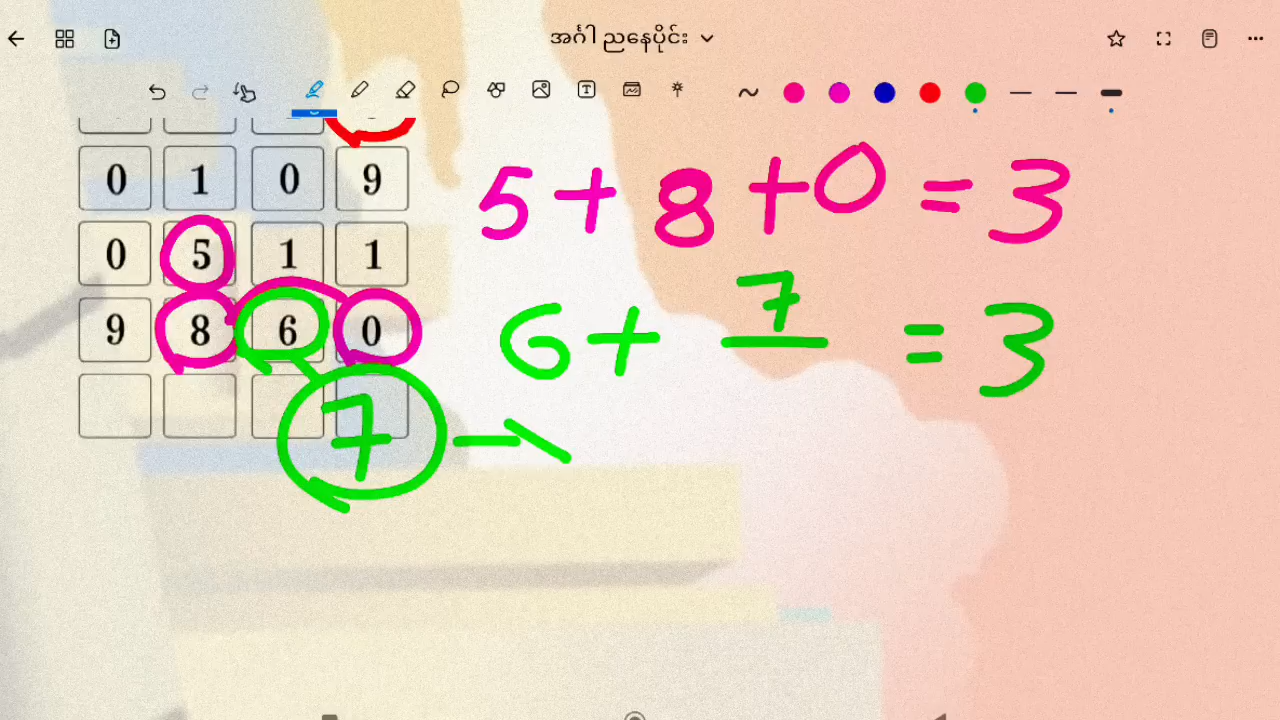 အင်္ဂါ ညနေပိုင်း
0 1 0 9
5 + 8 + 0 = 3
0 5 1 1
9 8 6 0
6 + 7 = 3
7